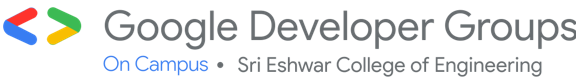 Google Developer Groups
On Campus • Sri Eshwar College of Engineering